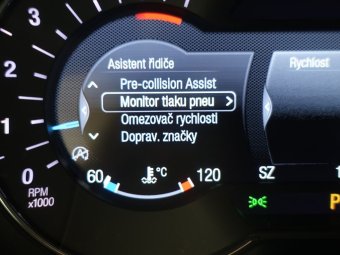 3
2
1
0
RPM
x1000
Asistent řidiče
Pre-collision Assist
Monitor tlaku pneu
Omezovač rychlosti
Doprav. značky
60
°C
120
Rychlost
SZ
1
P